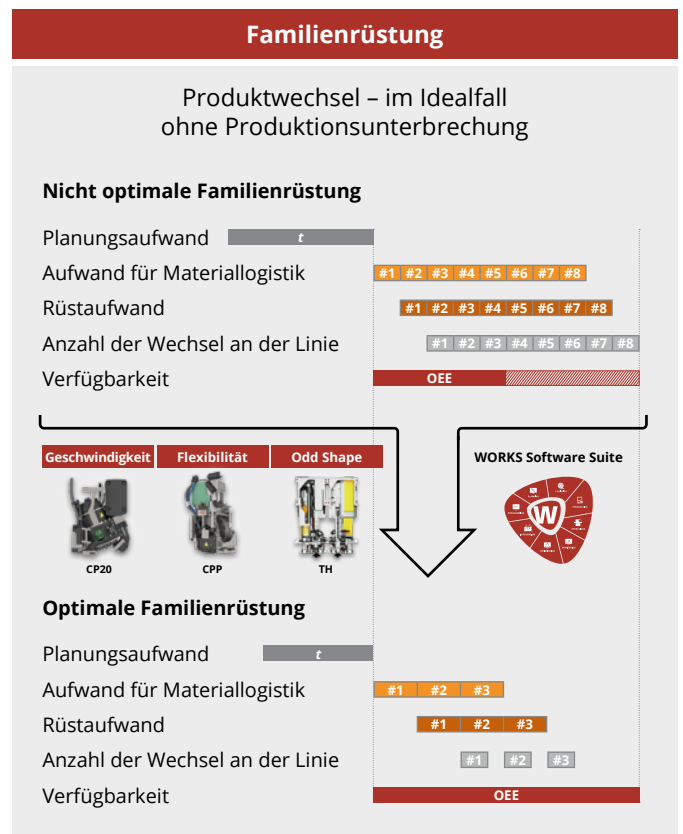 Familienrüstung
Produktwechsel – im Idealfall
ohne Produktionsunterbrechung
Nicht optimale Familienrüstung
Planungsaufwand t
Aufwand für Materiallogistik #1 #2 #3 #4 #5 #6 #7 #8
Rüstaufwand #1 #2 #3 #4 #5 #6 #7 #8
Anzahl der Wechsel an der Linie #1 #2 #3 #4 #5 #6 #7 #8
Verfügbarkeit OEE
Geschwindigkeit Flexibilität Odd Shape WORKS Software Suite
W
CP20 CPP TH
Optimale Familienrüstung
Planungsaufwand t
Aufwand für Materiallogistik #1 #2 #3
Rüstaufwand #1 #2 #3
Anzahl der Wechsel an der Linie #1 #2 #3
Verfügbarkeit OEE